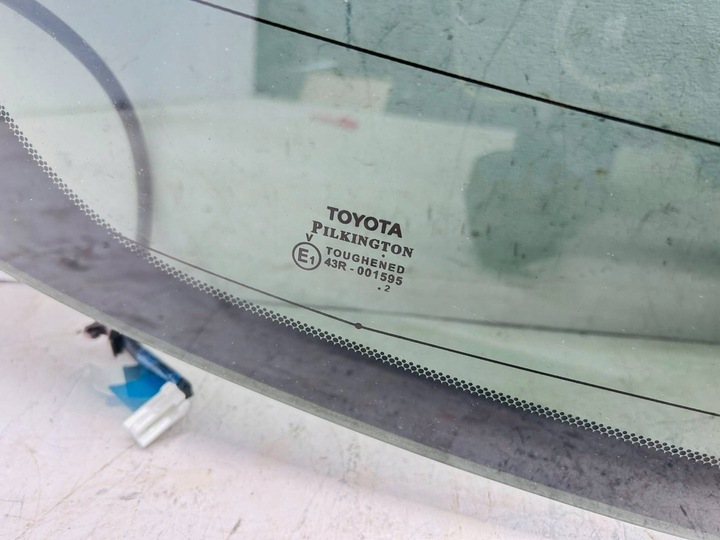 TOYOTA
PILKINGTON
V
E1 TOUGHENED
43R - 001595
. 2